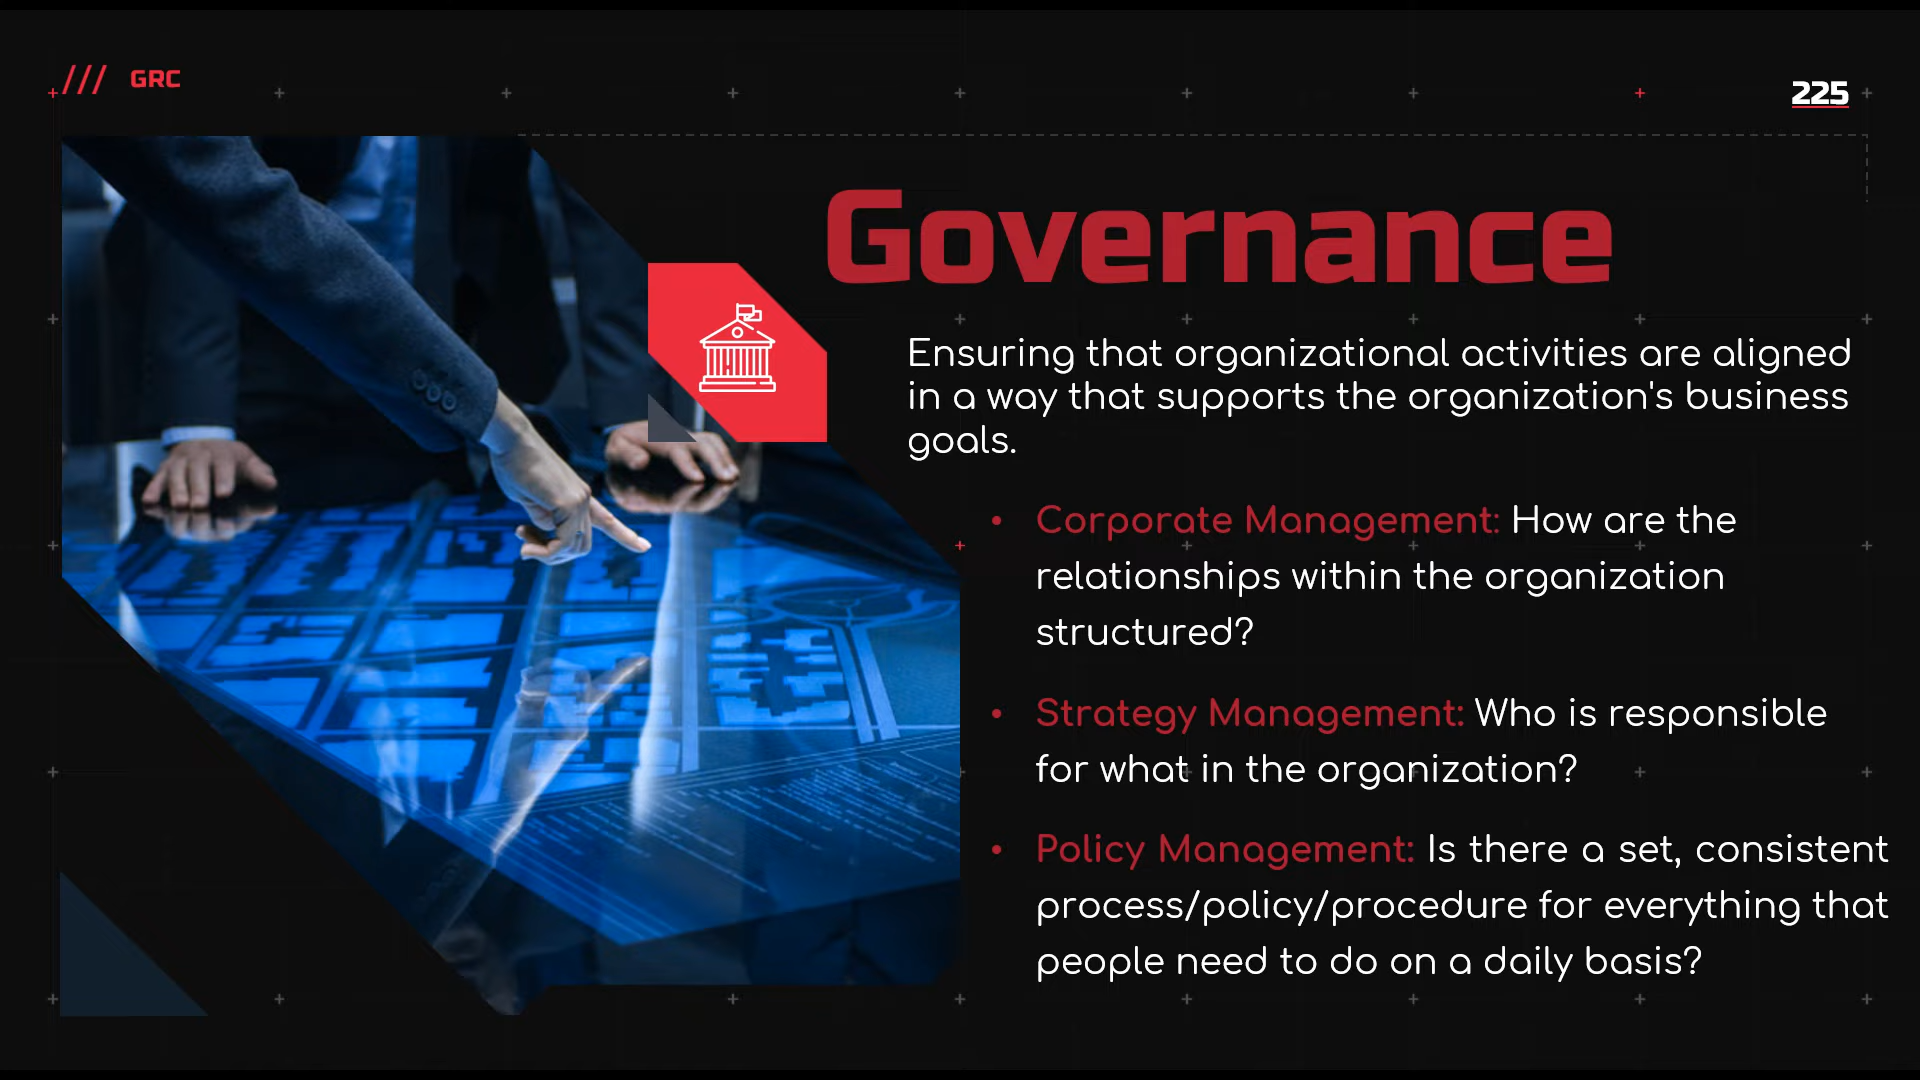 /// GRC
225
Governance
Ensuring that organizational activities are aligned
in a way that supports the organization's business
goals.
• Corporate Management: How are the
relationships within the organization
structured?
• Strategy Management: Who is responsible
for what in the organization?
• Policy Management: Is there a set, consistent
process/policy/procedure for everything that
people need to do on a daily basis?